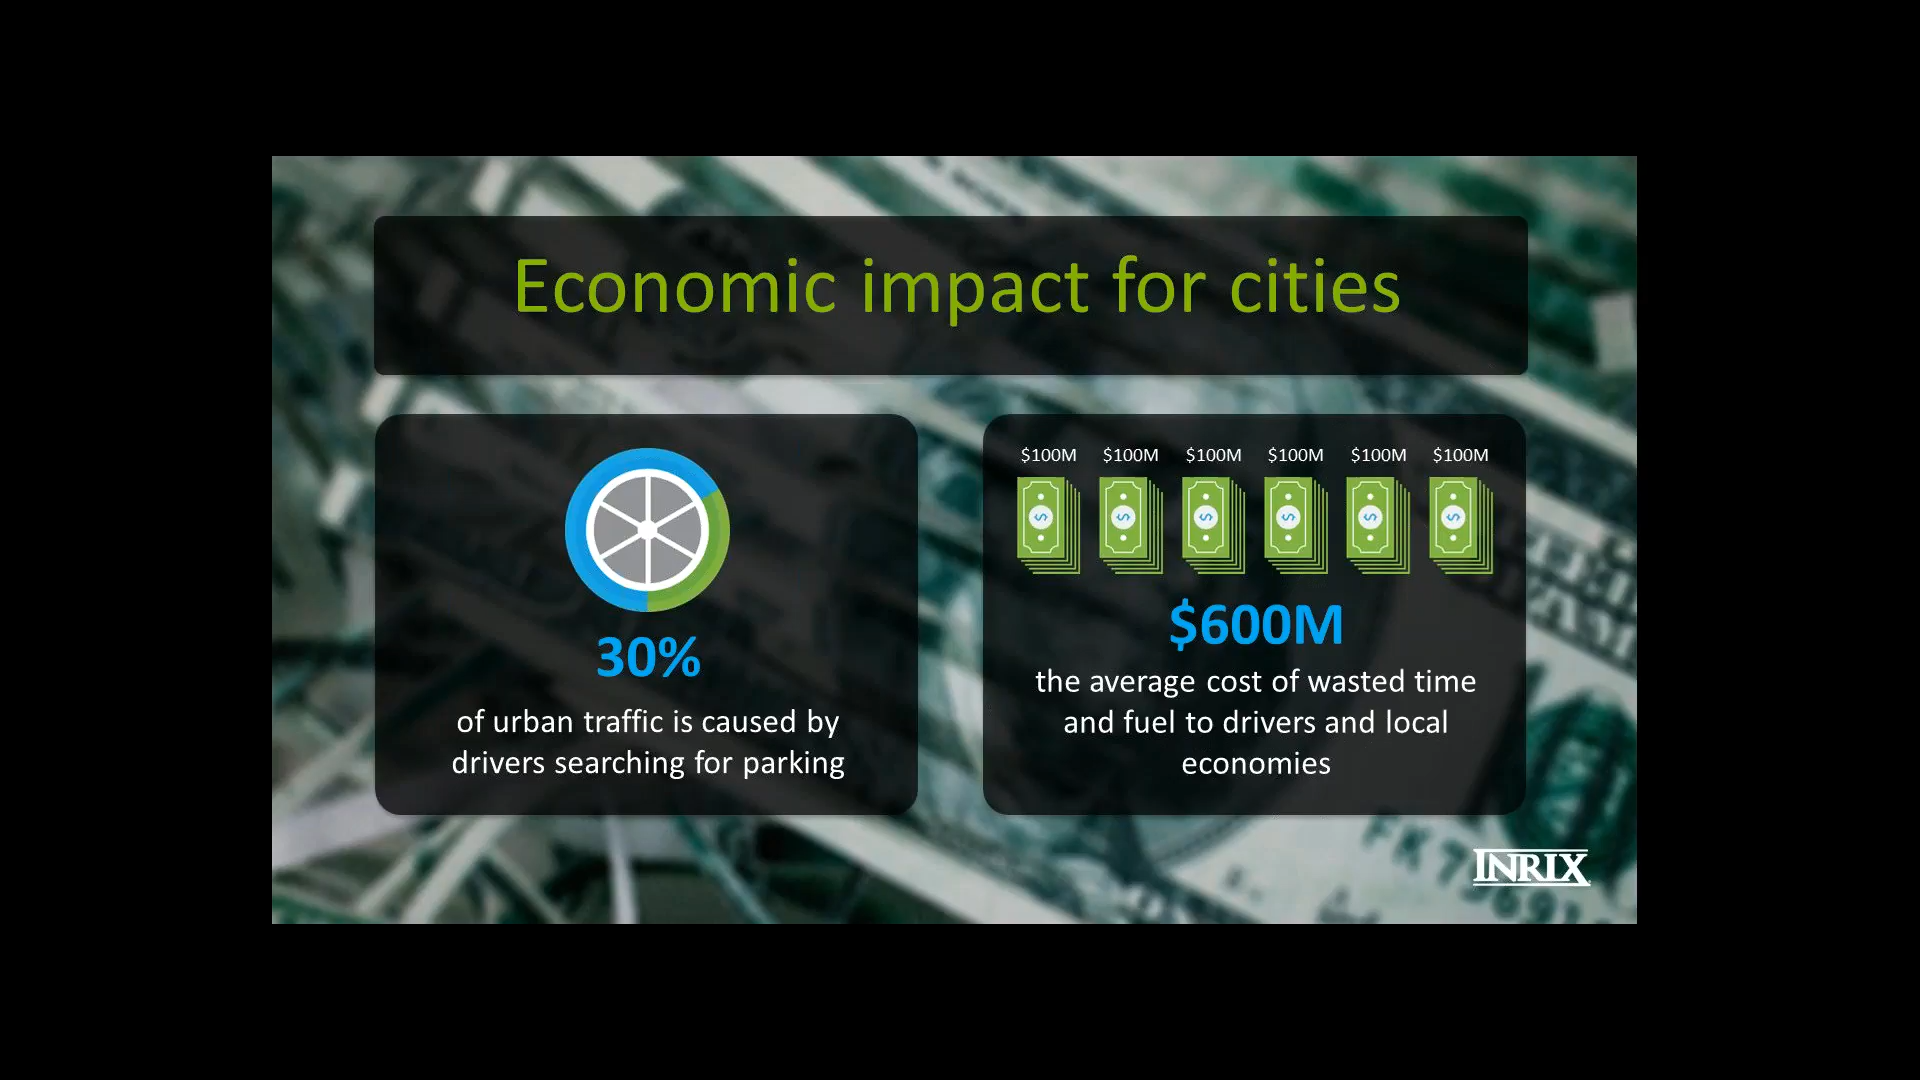 Economic impact for cities
30%
of urban traffic is caused by
drivers searching for parking
$100M $100M $100M $100M $100M $100M
$600M
the average cost of wasted time
and fuel to drivers and local
economies
INRIX